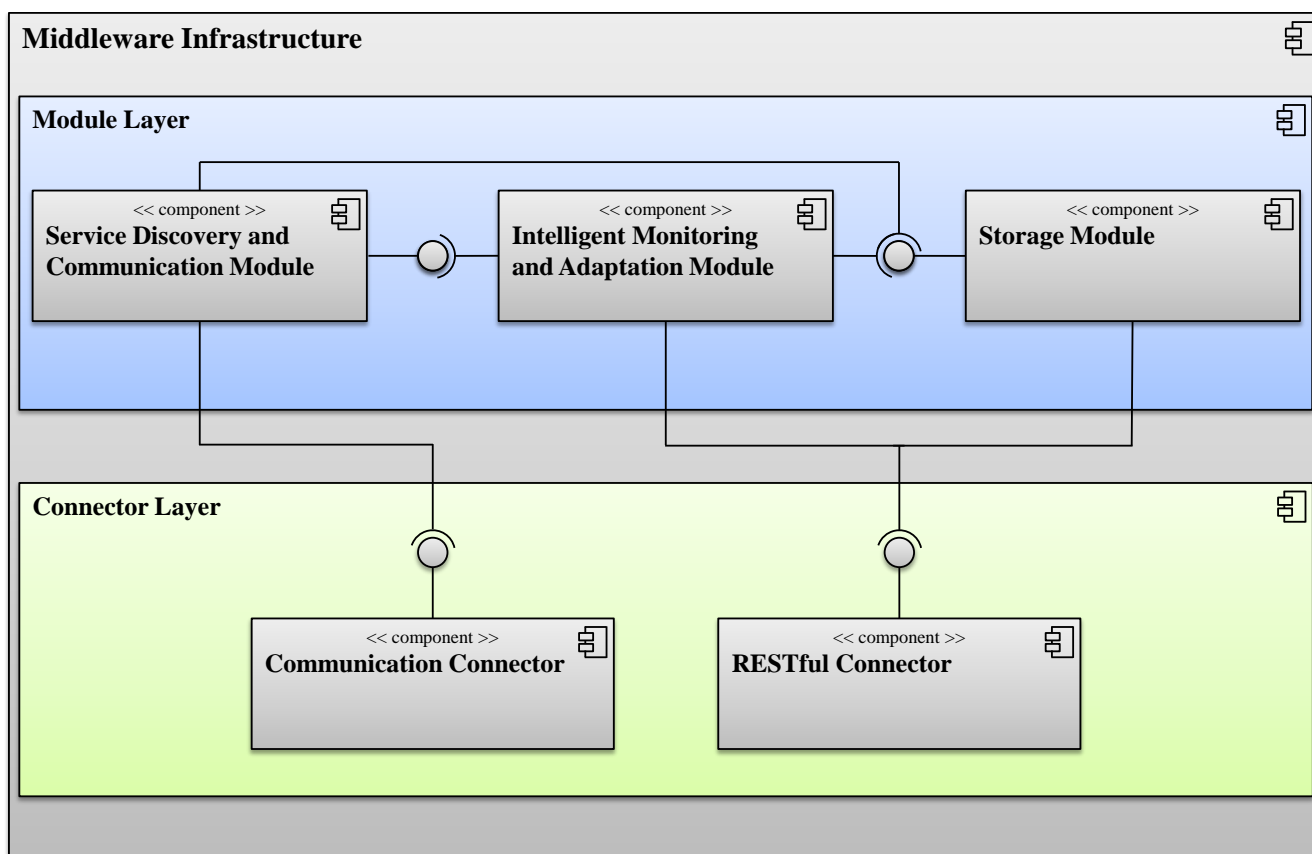 Middleware Infrastructure
Module Layer
<< component >>
Service Discovery and
Communication Module
<< component >>
Intelligent Monitoring
and Adaptation Module
<< component >>
Storage Module
Connector Layer
<< component >>
Communication Connector
<< component >>
RESTful Connector